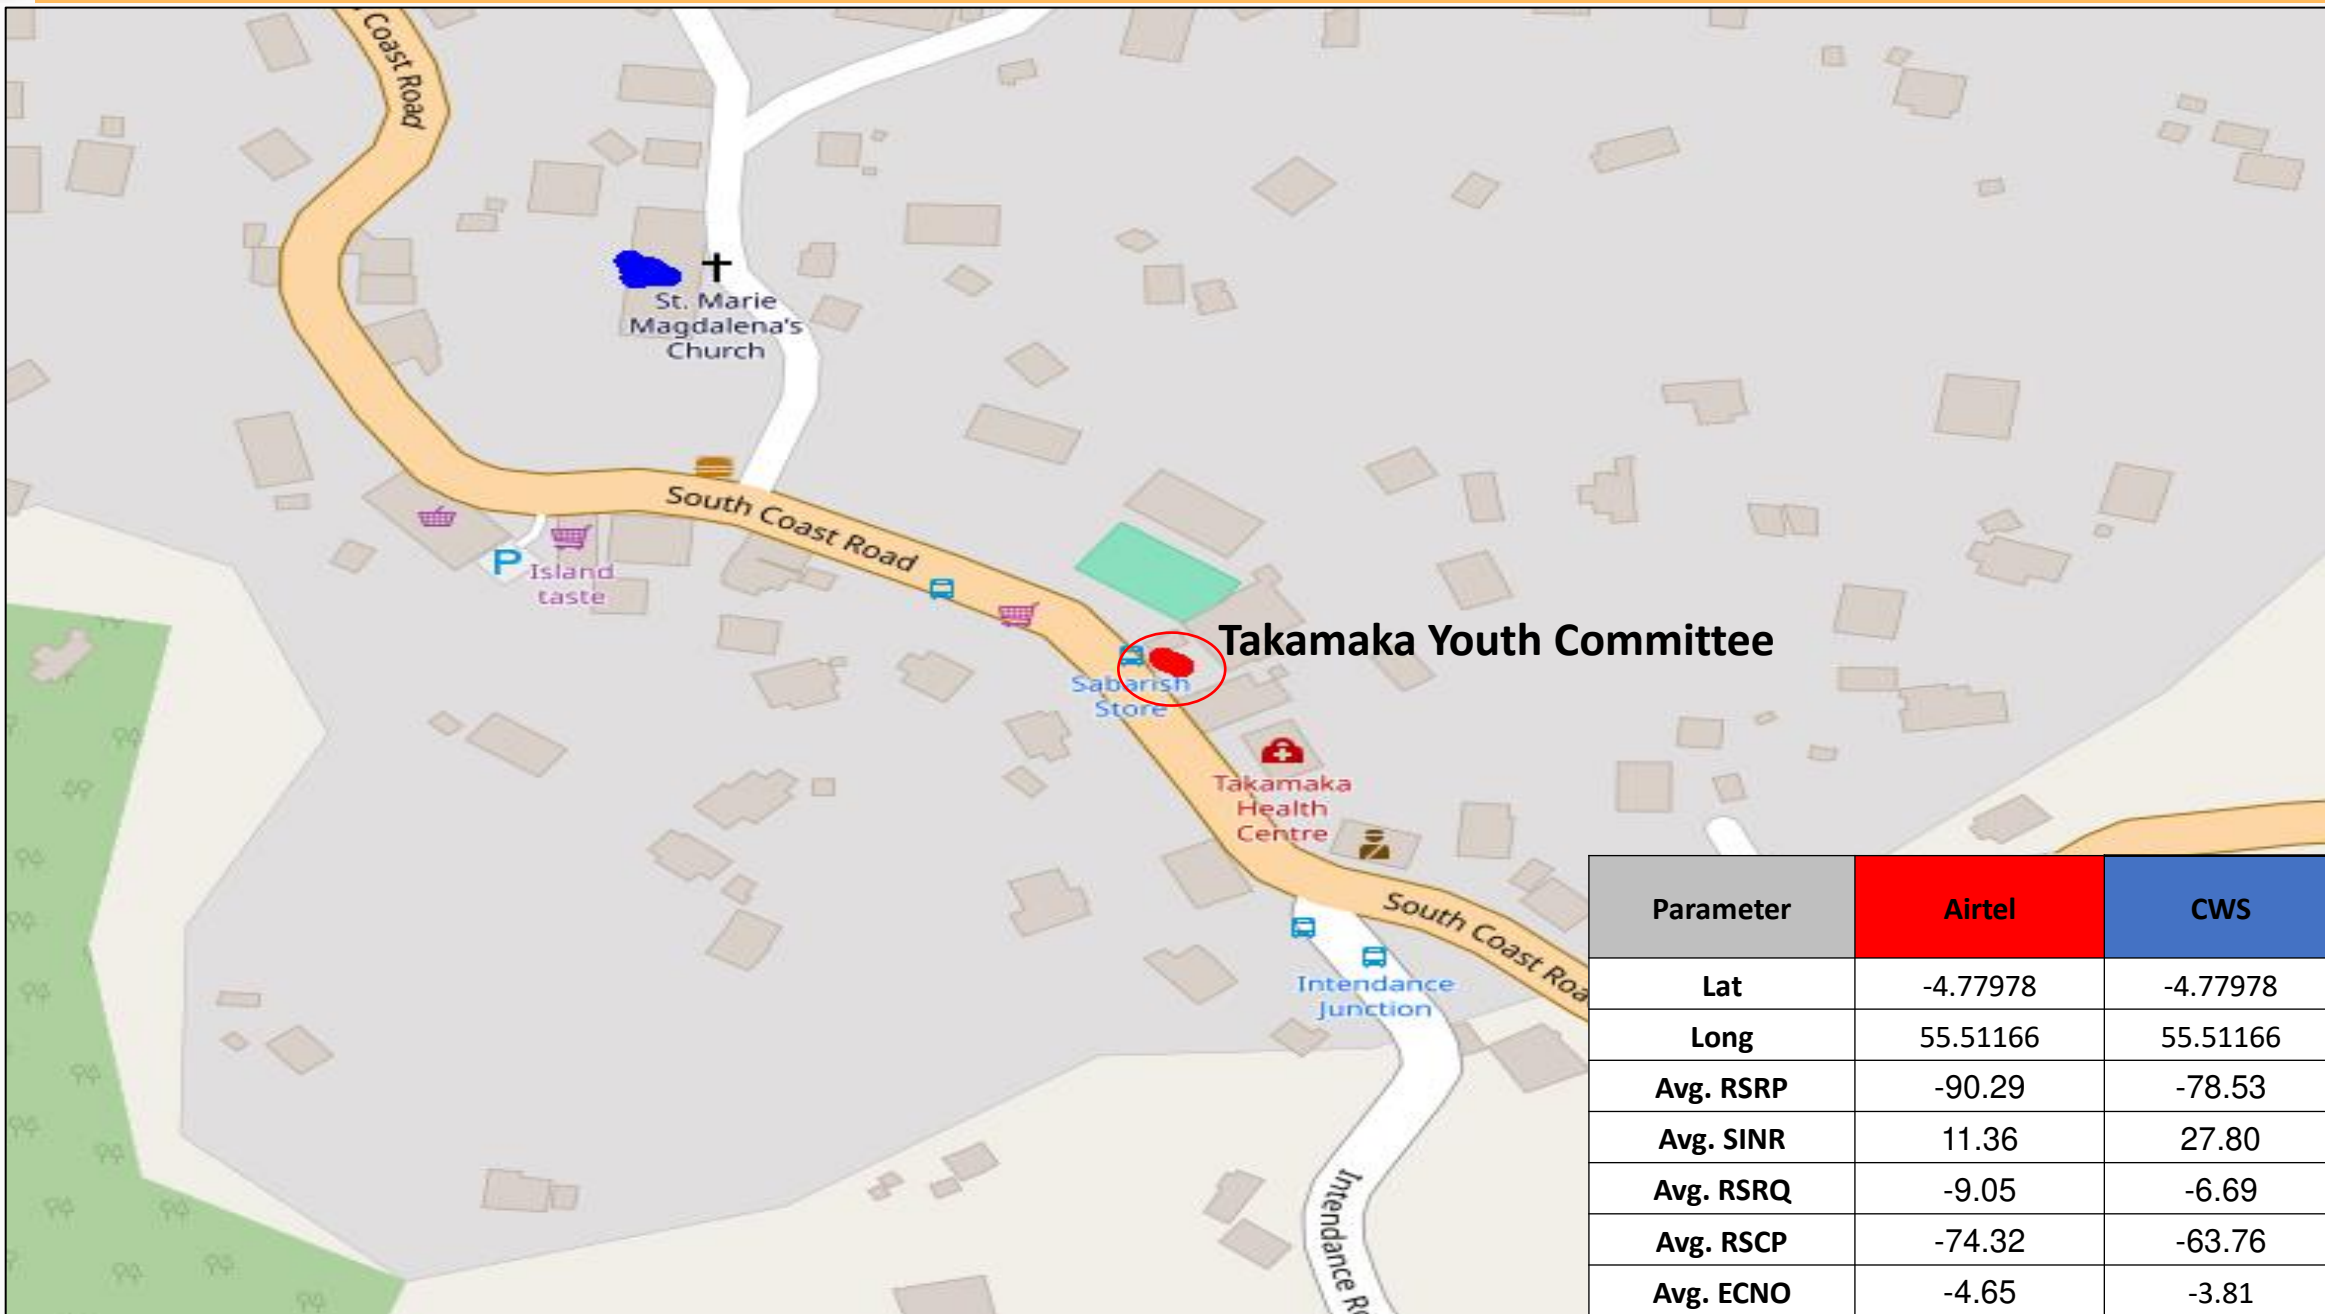 Coast Road
St. Marie
Magdalena's
Church
South Coast Road
P
Island
taste
Takamaka Youth Committee
Sabarish
Store
Takamaka
Health
Centre
South Coast Roa
Intendance
Junction
Intendance R
Parameter Airtel CWS
Lat -4.77978 -4.77978
Long 55.51166 55.51166
Avg. RSRP -90.29 -78.53
Avg. SINR 11.36 27.80
Avg. RSRQ -9.05 -6.69
Avg. RSCP -74.32 -63.76
Avg. ECNO -4.65 -3.81